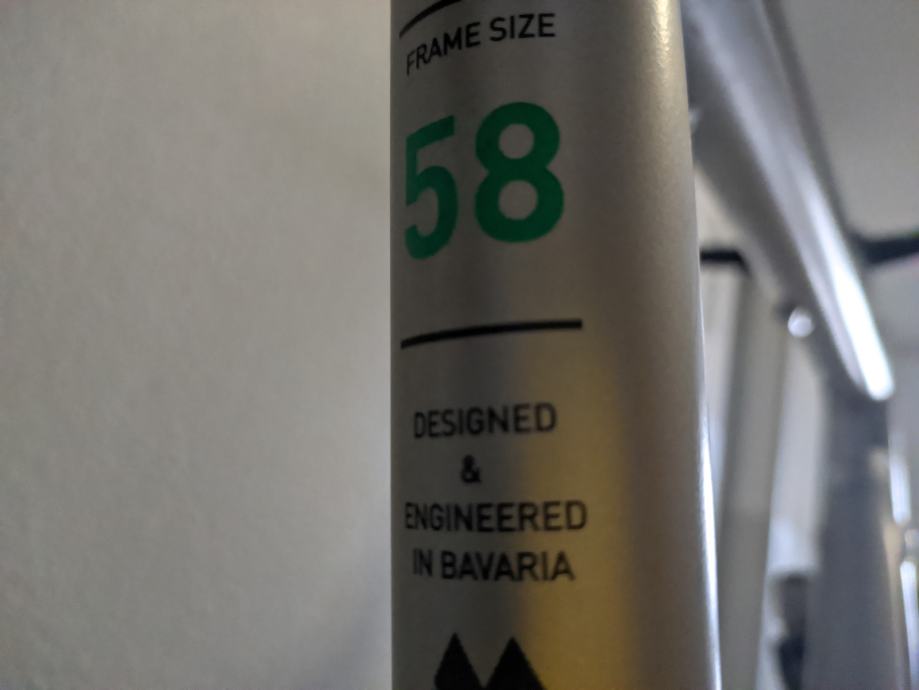 FRAME SIZE
58
DESIGNED
&
ENGINEERED
IN BAVARIA